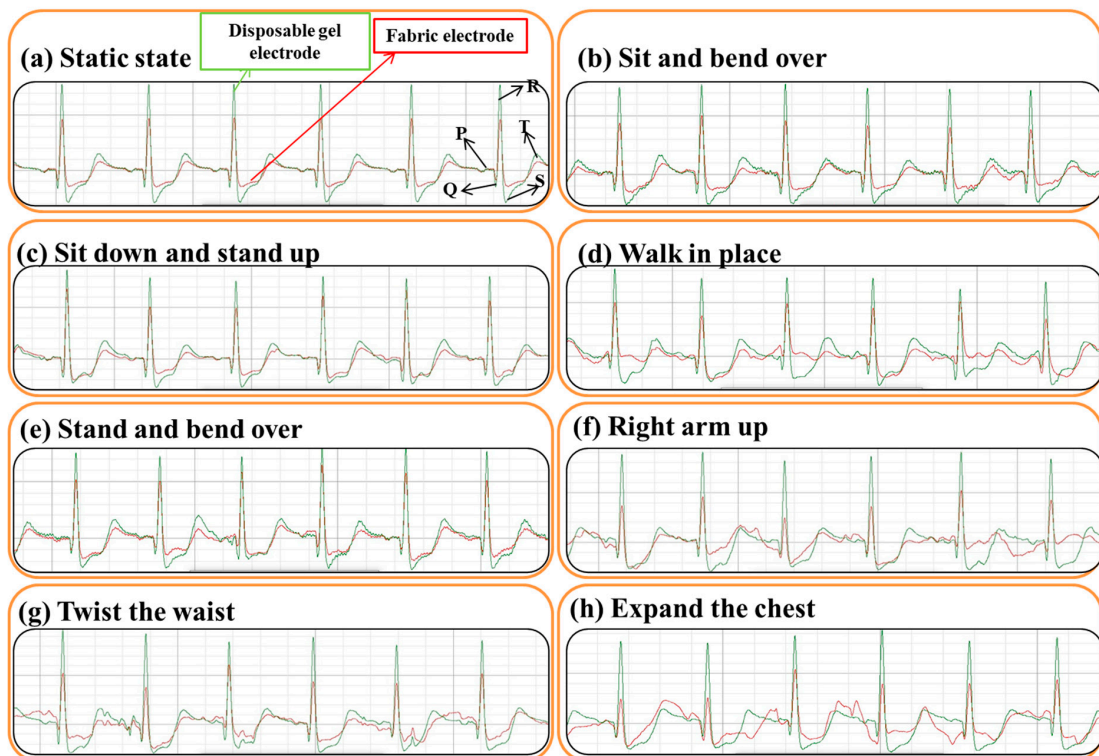 (a) Static state
Disposable gel
electrode
Fabric electrode
R
P
T
Q
S
(b) Sit and bend over
(c) Sit down and stand up
(d) Walk in place
(e) Stand and bend over
(f) Right arm up
(g) Twist the waist
(h) Expand the chest